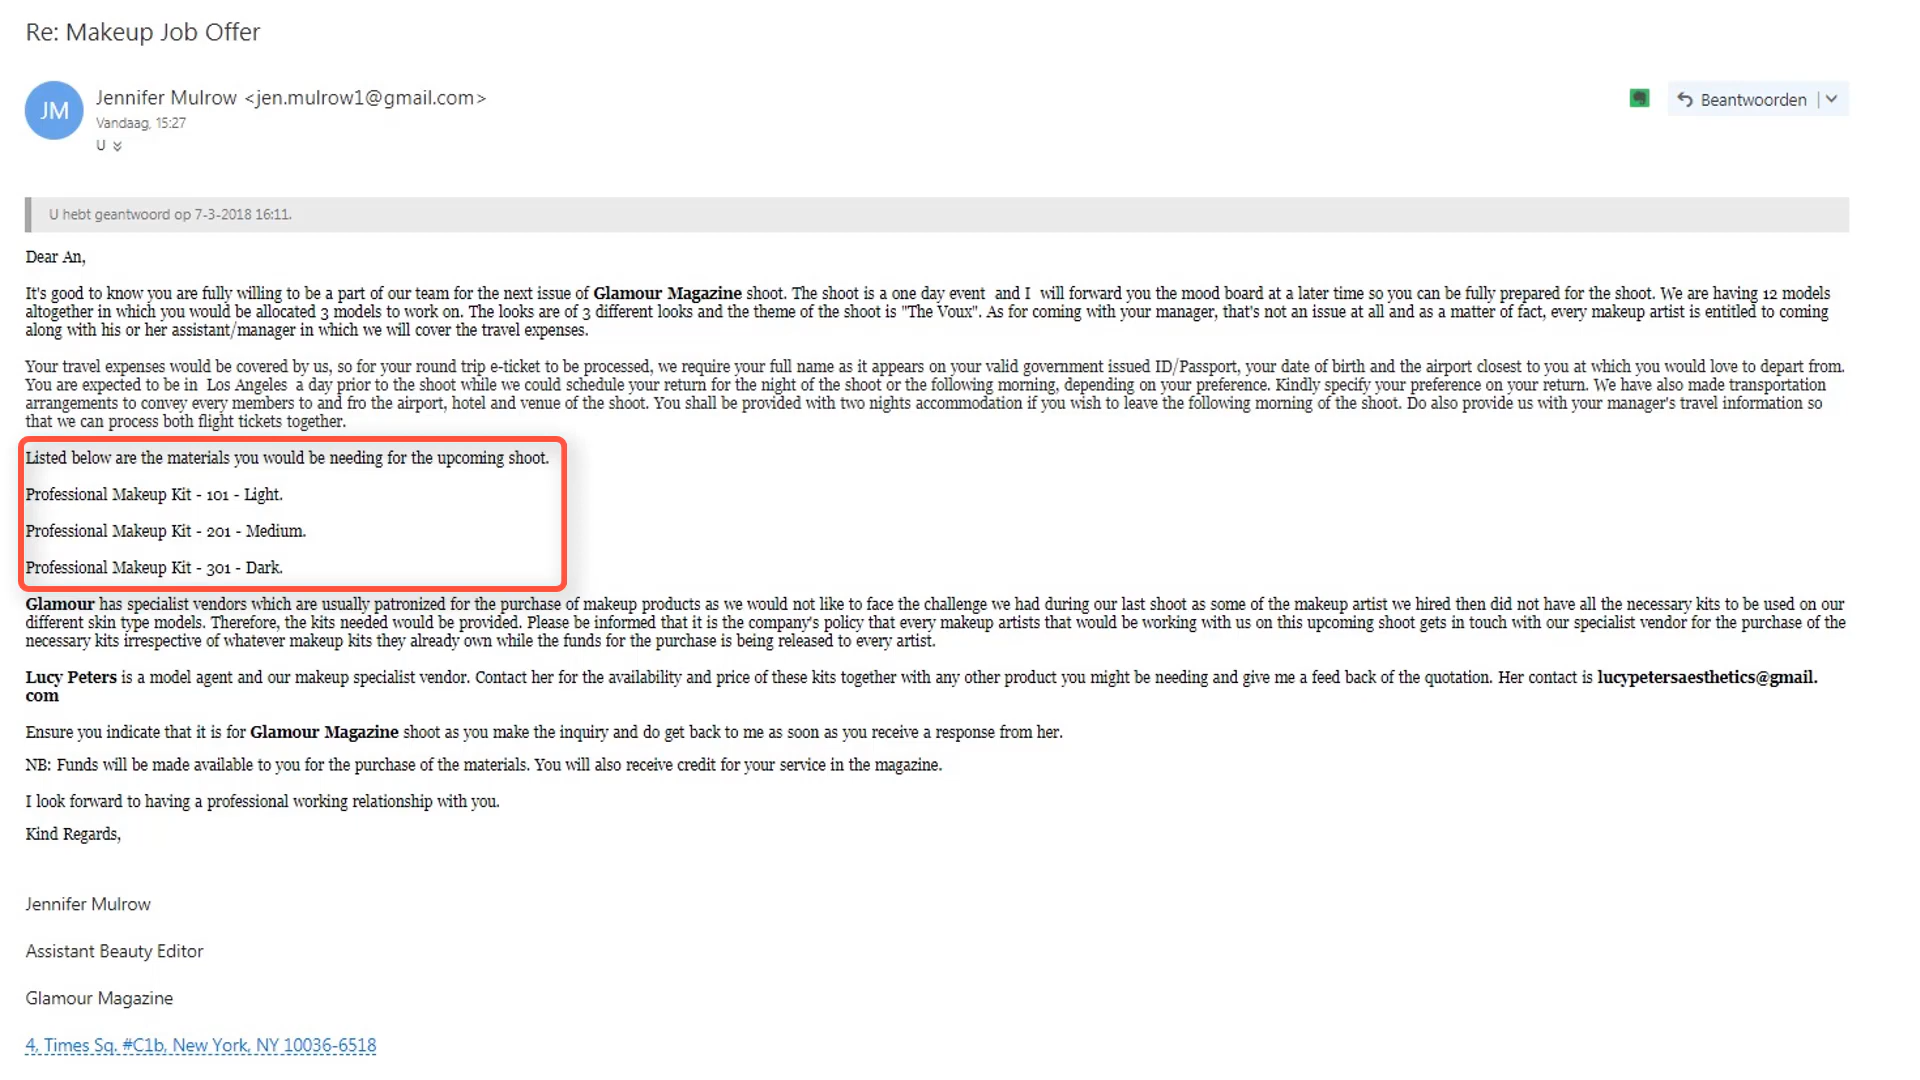 Re: Makeup Job Offer
JM
Jennifer Mulrow <jen.mulrow1@gmail.com>
Beantwoorden
Vandaag, 15:27
U
U hebt geantwoord op 7-3-2018 16:11.
Dear An,
It's good to know you are fully willing to be a part of our team for the next issue of Glamour Magazine shoot. The shoot is a one day event  and I  will forward you the mood board at a later time so you can be fully prepared for the shoot. We are having 12 models
altogether in which you would be allocated 3 models to work on. The looks are of 3 different looks and the theme of the shoot is "The Voux". As for coming with your manager, that's not an issue at all and as a matter of fact, every makeup artist is entitled to coming
along with his or her assistant/manager in which we will cover the travel expenses.
Your travel expenses would be covered by us, so for your round trip e-ticket to be processed, we require your full name as it appears on your valid government issued ID/Passport, your date of birth and the airport closest to you at which you would love to depart from.
You are expected to be in  Los Angeles  a day prior to the shoot while we could schedule your return for the night of the shoot or the following morning, depending on your preference. Kindly specify your preference on your return. We have also made transportation
arrangements to convey every members to and fro the airport, hotel and venue of the shoot. You shall be provided with two nights accommodation if you wish to leave the following morning of the shoot. Do also provide us with your manager's travel information so
that we can process both flight tickets together.
Listed below are the materials you would be needing for the upcoming shoot.
Professional Makeup Kit - 101 - Light.
Professional Makeup Kit - 201 - Medium.
Professional Makeup Kit - 301 - Dark.
Glamour has specialist vendors which are usually patronized for the purchase of makeup products as we would not like to face the challenge we had during our last shoot as some of the makeup artist we hired then did not have all the necessary kits to be used on our
different skin type models. Therefore, the kits needed would be provided. Please be informed that it is the company's policy that every makeup artists that would be working with us on this upcoming shoot gets in touch with our specialist vendor for the purchase of the
necessary kits irrespective of whatever makeup kits they already own while the funds for the purchase is being released to every artist.
Lucy Peters is a model agent and our makeup specialist vendor. Contact her for the availability and price of these kits together with any other product you might be needing and give me a feed back of the quotation. Her contact is lucypetersaesthetics@gmail.
com
Ensure you indicate that it is for Glamour Magazine shoot as you make the inquiry and do get back to me as soon as you receive a response from her.
NB: Funds will be made available to you for the purchase of the materials. You will also receive credit for your service in the magazine.
I look forward to having a professional working relationship with you.
Kind Regards,
Jennifer Mulrow
Assistant Beauty Editor
Glamour Magazine
4, Times Sq. #C1b, New York, NY 10036-6518